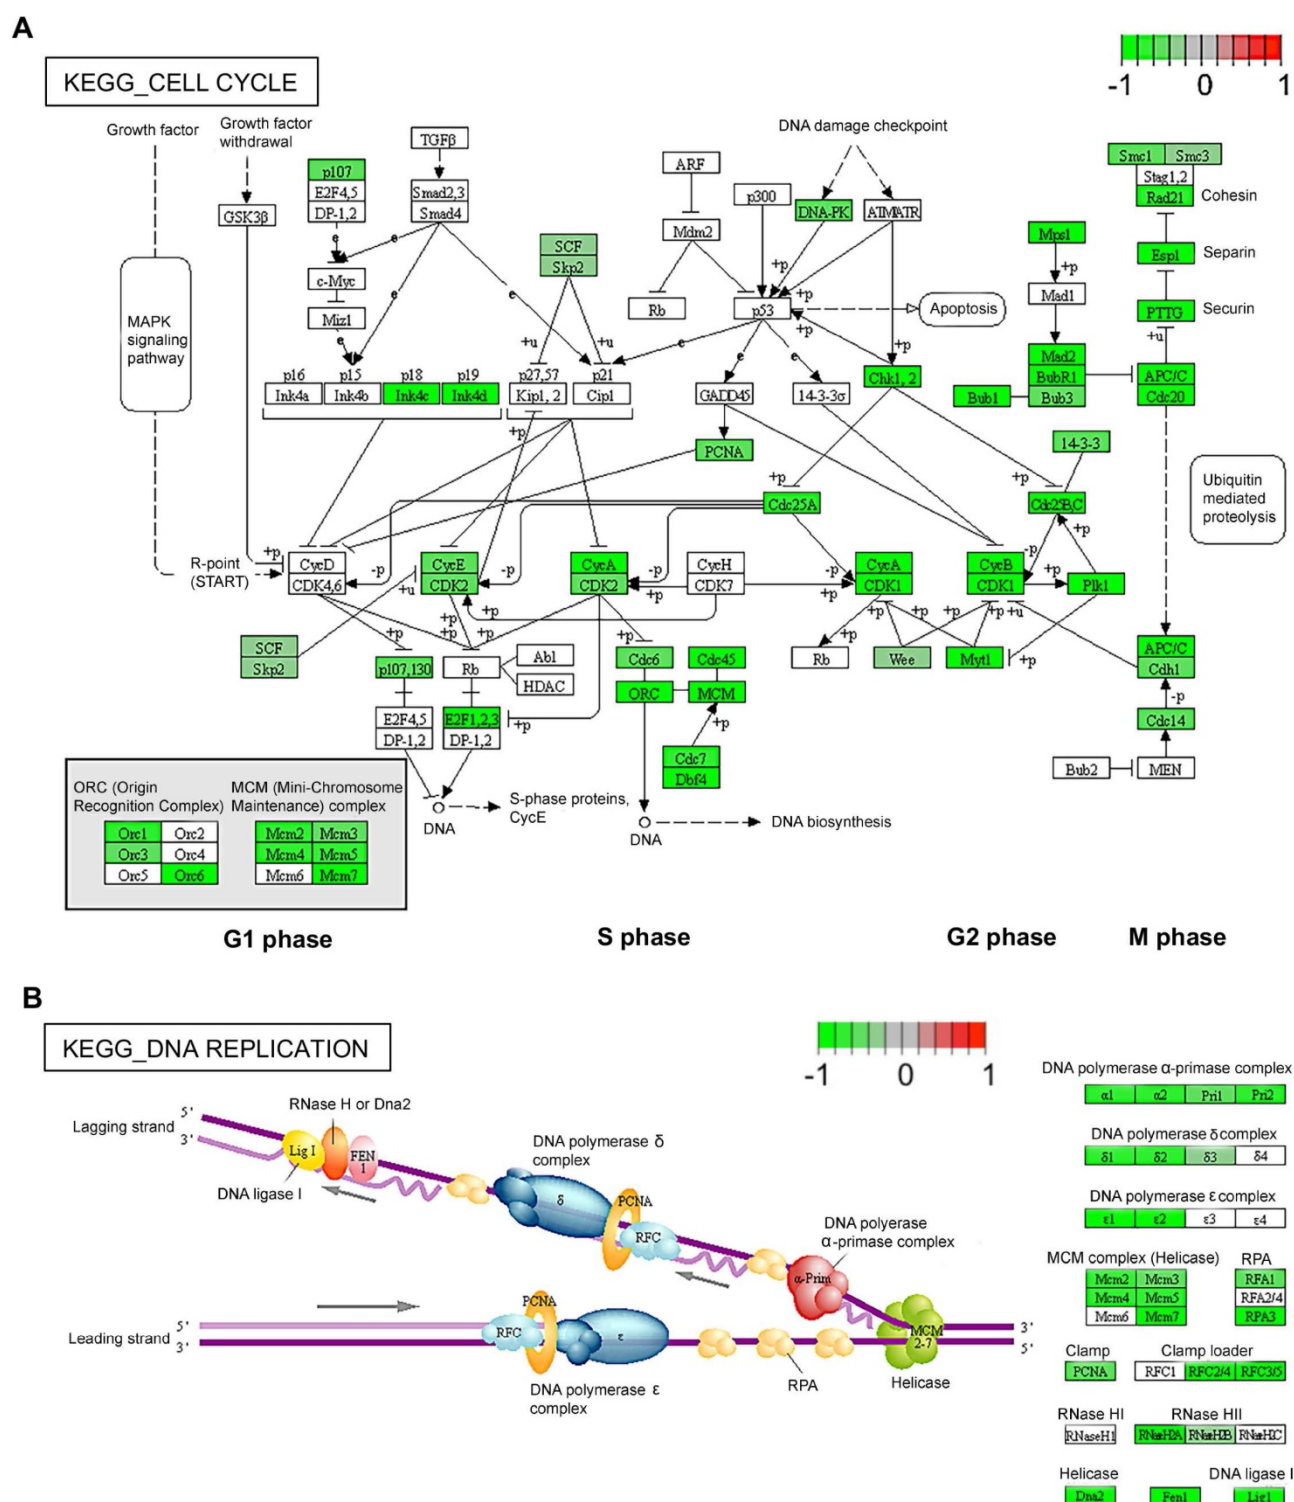 A
KEGG_CELL CYCLE
-1 0 1
Growth factor
Growth factor
withdrawal
TGFβ
DNA damage checkpoint
ARF
p300
Smc1 Smc3
Stag1,2
Rad21
Cohesin
p107
E2F4,5
DP-1,2
Smad2,3
Smad4
GSK3β
DNA-PK
ATMATR
Mdm2
Mps1
SCF
Skp2
Esp1
Separin
e
e
+p
+p
c-Myc
Mad1
e
e
Rb
p53
+p
+p
Apoptosis
PTTG
Securin
Miz1
MAPK
signaling
pathway
e
+u
+u
e
e
e
+p
+u
Mad2
BubR1
Bub3
p16
Ink4a
p15
Ink4b
p18
Ink4c
p19
Ink4d
p27,57
Kip1, 2
p21
Cip1
GADD45
14-3-3σ
Chk1, 2
Bub1
APC/C
Cdc20
+p
PCNA
14-3-3
Ubiquitin
mediated
proteolysis
+p
+p
Cdc25A
Cdc25B,C
R-point
(START)
+p
CycD
CDK4,6
-p
+u
CycE
CDK2
-p
CycA
CDK2
-p
+p
CycH
CDK7
-p
+p
CycA
CDK1
CycB
CDK1
-p
+p
+p
Plk1
+p
+p
+p
+p
+p
+p
+p
+p
+p
+u
SCF
Skp2
p107,130
Rb
Abl
HDAC
Cdc6
Cdc45
Rb
Wee
Myt1
+p
APC/C
Cdh1
ORC
MCM
-p
E2F4,5
DP-1,2
E2F1,2,3
DP-1,2
+p
+p
Cdc14
Cdc7
Dbf4
Bub2
MEN
ORC (Origin
Recognition Complex)
MCM (Mini-Chromosome
Maintenance) complex
Orc1 Orc2
Orc3 Orc4
Orc5 Orc6
Mcm2 Mcm3
Mcm4 Mcm5
Mcm6 Mcm7
DNA
S-phase proteins,
CycE
DNA
DNA biosynthesis
G1 phase
S phase
G2 phase
M phase
B
KEGG_DNA REPLICATION
-1 0 1
RNase H or Dna2
Lagging strand
5'
3'
Lig I
FEN
1
DNA ligase I
DNA polymerase δ
complex
δ
PCNA
RFC
DNA polyerase
α-primase complex
α-Prim
PCNA
RFC
ε
Leading strand
5'
3'
MCM
2-7
3'
5'
DNA polymerase ε
complex
RPA
Helicase
DNA polymerase α-primase complex
α1 α2 Pri1 Pri2
DNA polymerase δ complex
δ1 δ2 δ3 δ4
DNA polymerase ε complex
ε1 ε2 ε3 ε4
MCM complex (Helicase)
Mcm2 Mcm3
Mcm4 Mcm5
Mcm6 Mcm7
RPA
RFA1
RFA2/4
RPA3
Clamp
PCNA
Clamp loader
RFC1 RFC2/4 RFC3/5
RNase HI
RNaseH1
RNase HII
RNaseH2A RNaseH2B RNaseH2C
Helicase
Dna2
Fen1
DNA ligase I
Lig1